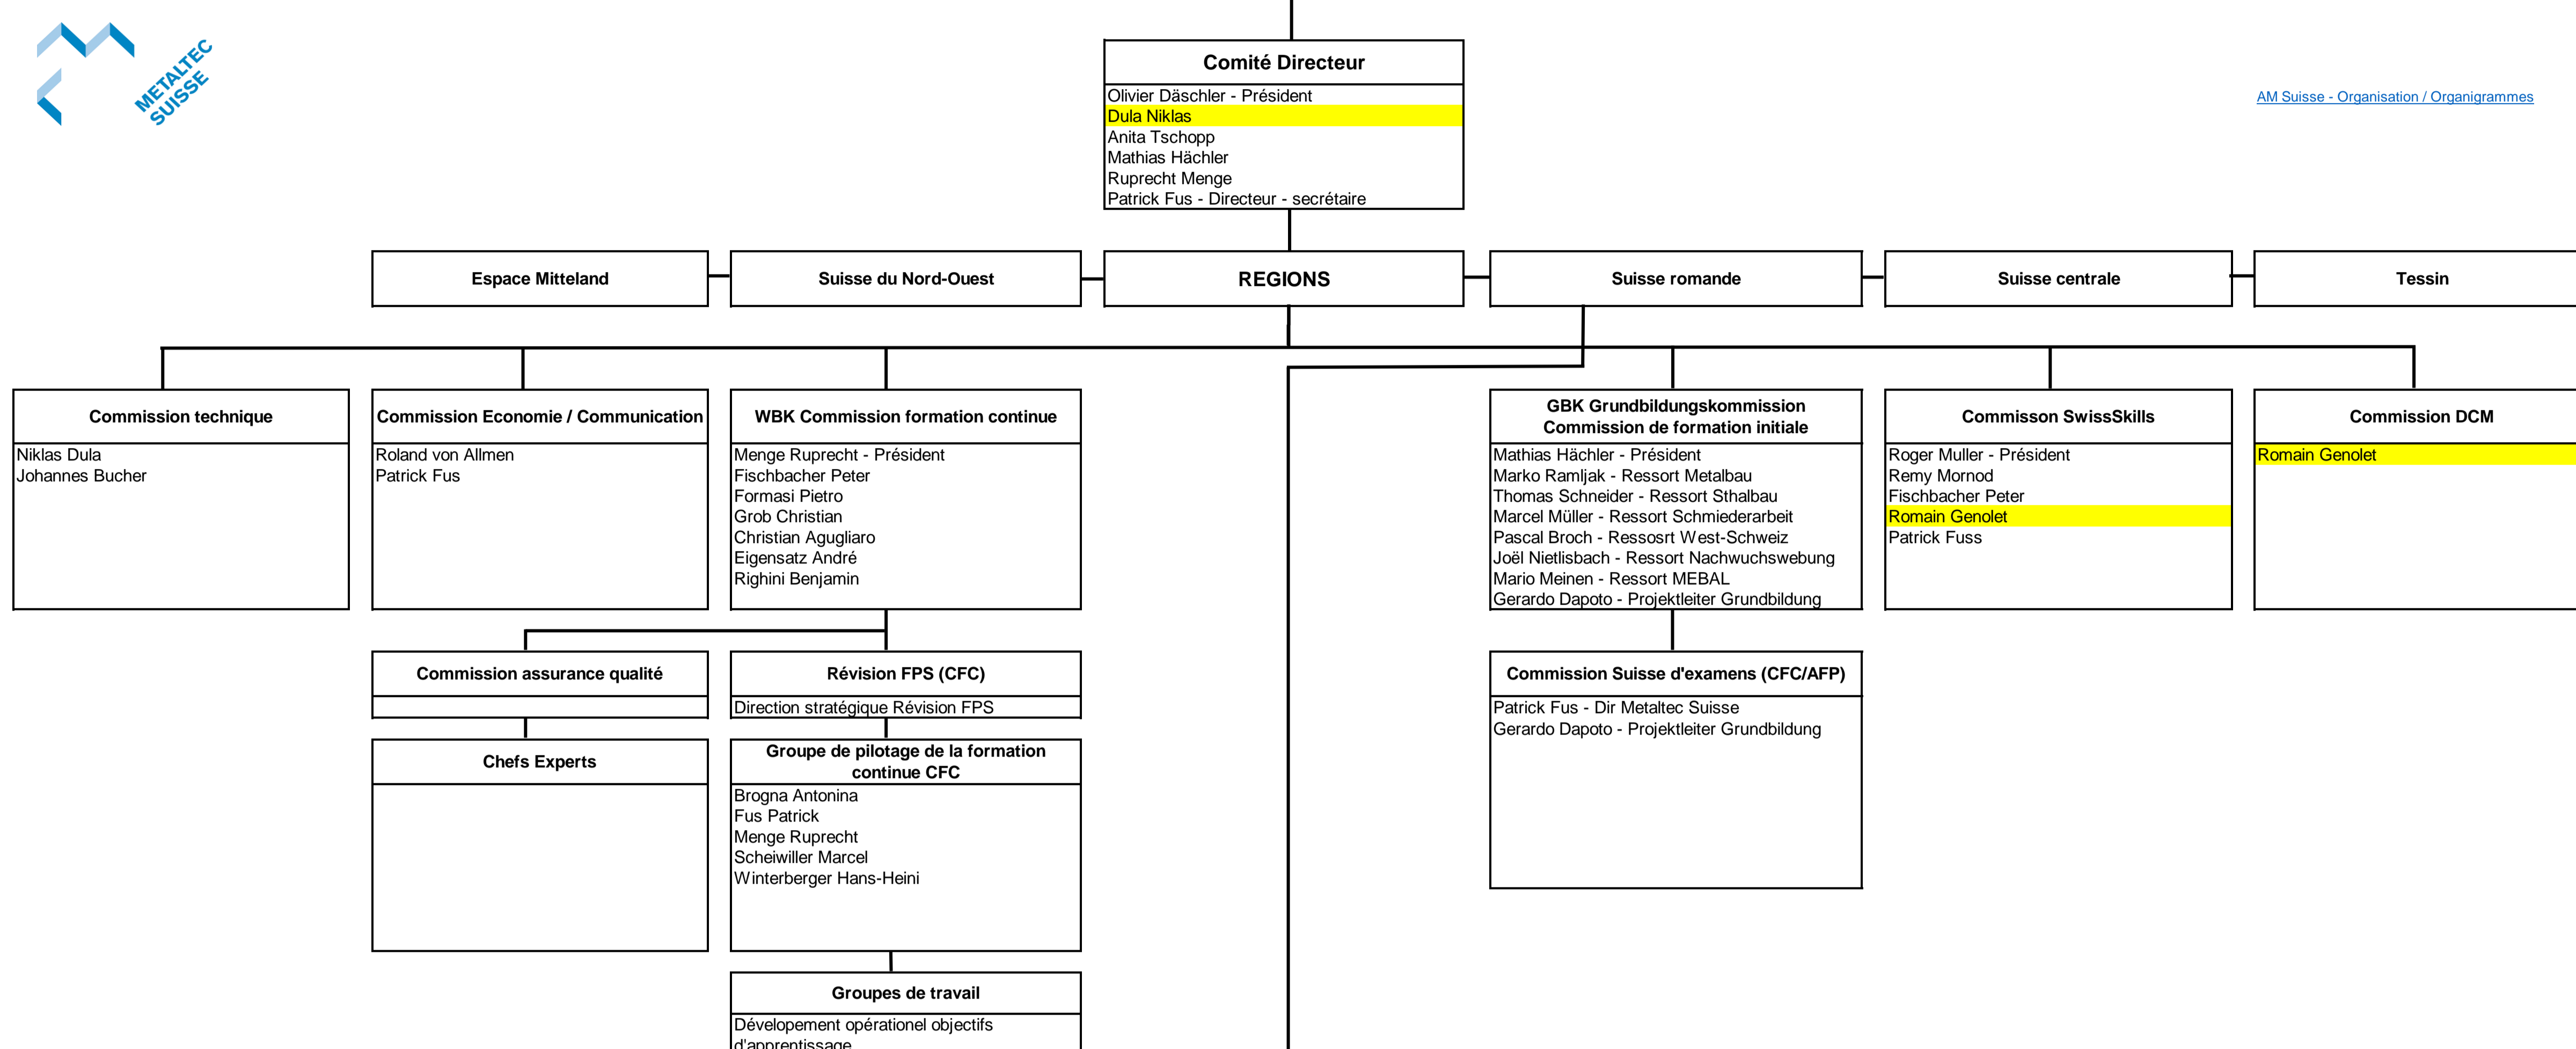 METALTEC
SUISSE
Comité Directeur
Olivier Däschler - Président
Dula Niklas
Anita Tschopp
Mathias Hächler
Ruprecht Menge
Patrick Fus - Directeur - secrétaire
AM Suisse - Organisation / Organigrammes
Espace Mitteland
Suisse du Nord-Ouest
REGIONS
Suisse romande
Suisse centrale
Tessin
Commission technique
Niklas Dula
Johannes Bucher
Commission Economie / Communication
Roland von Allmen
Patrick Fus
WBK Commission formation continue
Menge Ruprecht - Président
Fischbacher Peter
Formasi Pietro
Grob Christian
Christian Agugliaro
Eigensatz André
Righini Benjamin
GBK Grundbildungskommission
Commission de formation initiale
Mathias Hächler - Président
Marko Ramljak - Ressort Metalbau
Thomas Schneider - Ressort Sthalbau
Marcel Müller - Ressort Schmiederarbeit
Pascal Broch - Ressosrt West-Schweiz
Joël Nietlisbach - Ressort Nachwuchswebung
Mario Meinen - Ressort MEBAL
Gerardo Dapoto - Projektleiter Grundbildung
Commisson SwissSkills
Roger Muller - Président
Remy Mornod
Fischbacher Peter
Romain Genolet
Patrick Fuss
Commission DCM
Romain Genolet
Commission assurance qualité
Révision FPS (CFC)
Direction stratégique Révision FPS
Commission Suisse d'examens (CFC/AFP)
Patrick Fus - Dir Metaltec Suisse
Gerardo Dapoto - Projektleiter Grundbildung
Chefs Experts
Groupe de pilotage de la formation
continue CFC
Brogna Antonina
Fus Patrick
Menge Ruprecht
Scheiwiller Marcel
Winterberger Hans-Heini
Groupes de travail
Dévelopement opérationel objectifs
d'apprentissage